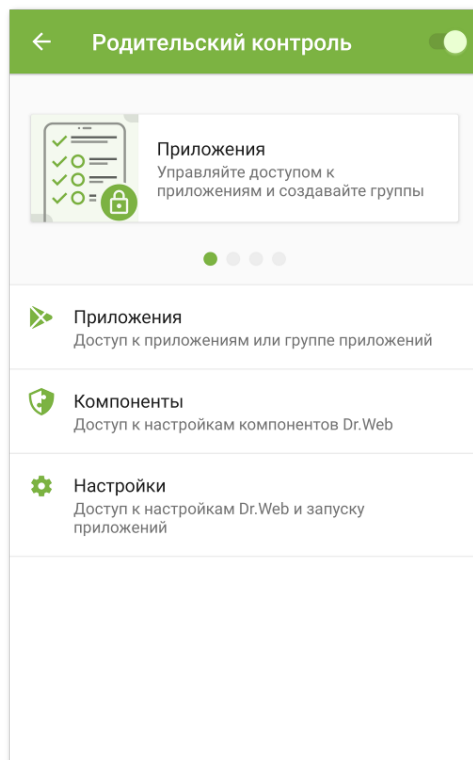 Родительский контроль
Приложения
Управляйте доступом к
приложениям и создавайте группы
Приложения
Доступ к приложениям или группе приложений
Компоненты
Доступ к настройкам компонентов Dr.Web
Настройки
Доступ к настройкам Dr.Web и запуску
приложений